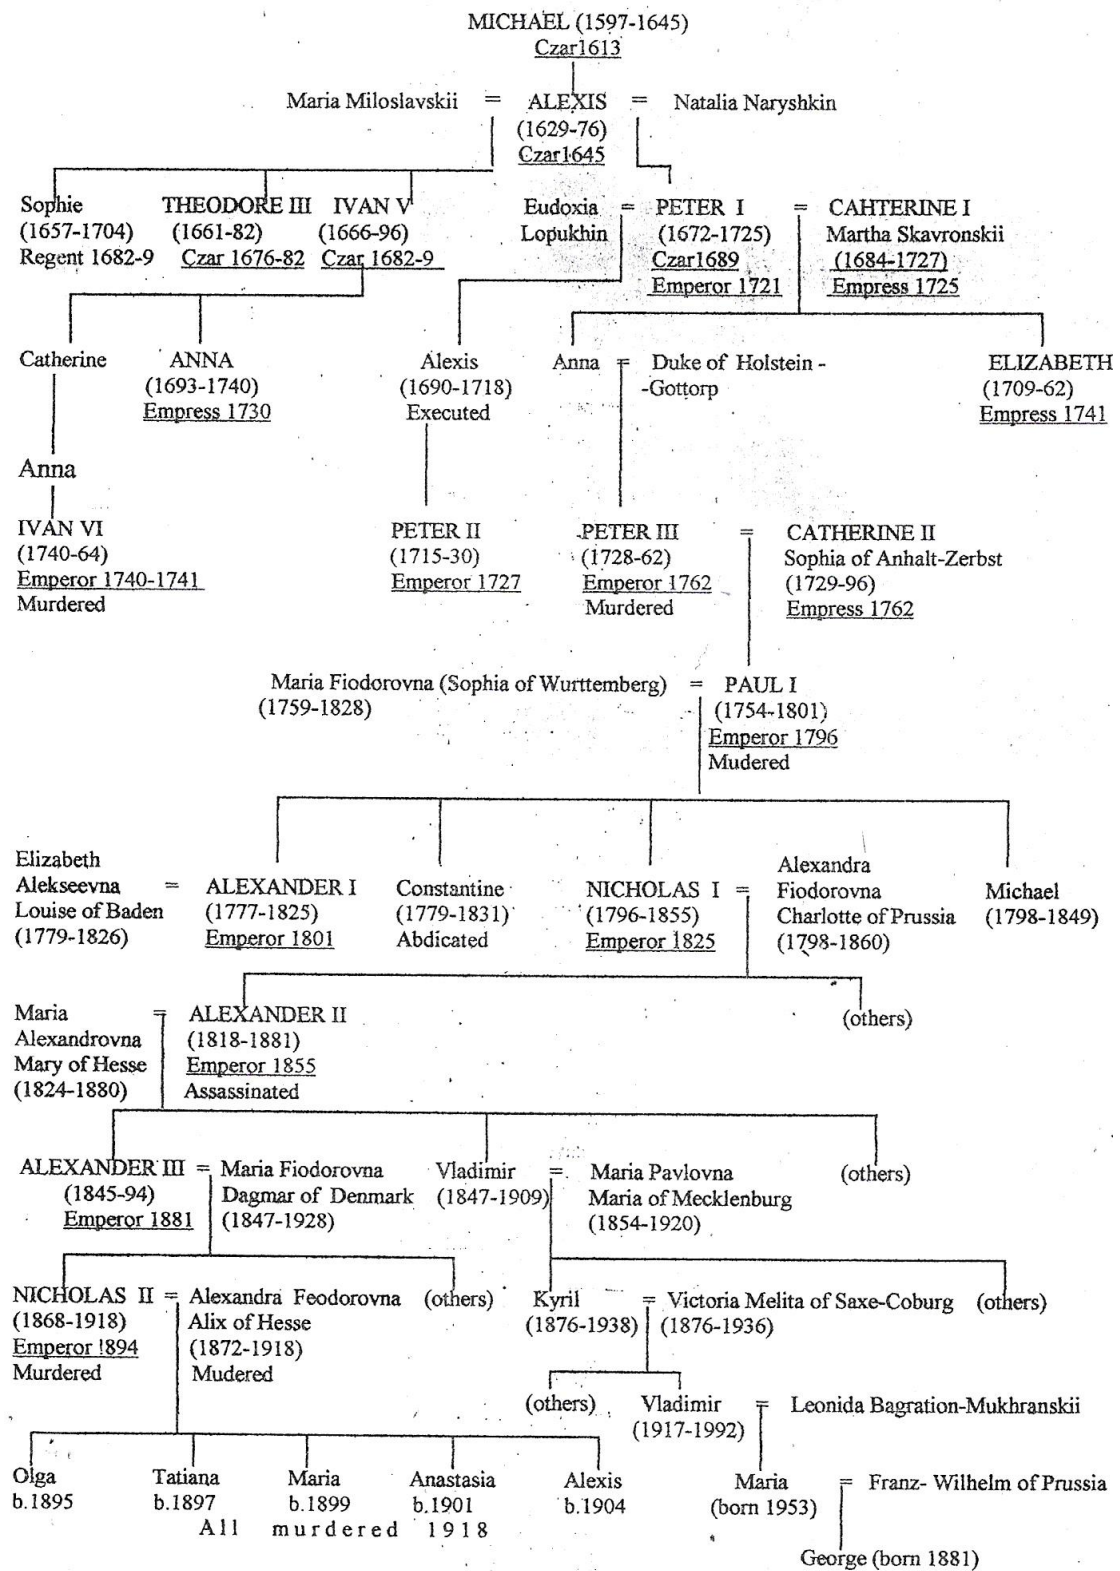 MICHAEL (1597-1645)
Czar1613
Maria Miloslavskii = ALEXIS = Natalia Naryshkin
(1629-76)
Czar1645
Sophie THEODORE III IVAN V Eudoxia = PETER I = CAHTERINE I
(1657-1704) (1661-82) (1666-96) Lopukhin (1672-1725) Martha Skavronskii
Regent 1682-9 Czar 1676-82 Czar 1682-9 Czar1689 (1684-1727)
Emperor 1721 Empress 1725
Catherine ANNA Alexis Anna = Duke of Holstein - ELIZABETH
(1693-1740) (1690-1718) -Gottorp (1709-62)
Empress 1730 Executed Empress 1741
Anna
IVAN VI PETER II PETER III = CATHERINE II
(1740-64) (1715-30) (1728-62) Sophia of Anhalt-Zerbst
Emperor 1740-1741 Emperor 1727 Emperor 1762 (1729-96)
Murdered Murdered Empress 1762
Maria Fiodorovna (Sophia of Wurttemberg) = PAUL I
(1759-1828) (1754-1801)
Emperor 1796
Mudered
Elizabeth Alexandra
Alekseevna = ALEXANDER I Constantine NICHOLAS I = Fiodorovna Michael
Louise of Baden (1777-1825) (1779-1831) (1796-1855) Charlotte of Prussia (1798-1849)
(1779-1826) Emperor 1801 Abdicated Emperor 1825 (1798-1860)
Maria = ALEXANDER II (others)
Alexandrovna (1818-1881)
Mary of Hesse Emperor 1855
(1824-1880) Assassinated
ALEXANDER III = Maria Fiodorovna Vladimir = Maria Pavlovna (others)
(1845-94) Dagmar of Denmark (1847-1909) Maria of Mecklenburg
Emperor 1881 (1847-1928) (1854-1920)
NICHOLAS II = Alexandra Feodorovna (others) Kyril = Victoria Melita of Saxe-Coburg (others)
(1868-1918) Alix of Hesse (1876-1938) (1876-1936)
Emperor !894 (1872-1918)
Murdered Mudered
(others) Vladimir = Leonida Bagration-Mukhranskii
(1917-1992)
Olga Tatiana Maria Anastasia Alexis Maria = Franz- Wilhelm of Prussia
b.1895 b.1897 b.1899 b.1901 b.1904 (born 1953)
All murdered 1918
George (born 1881)